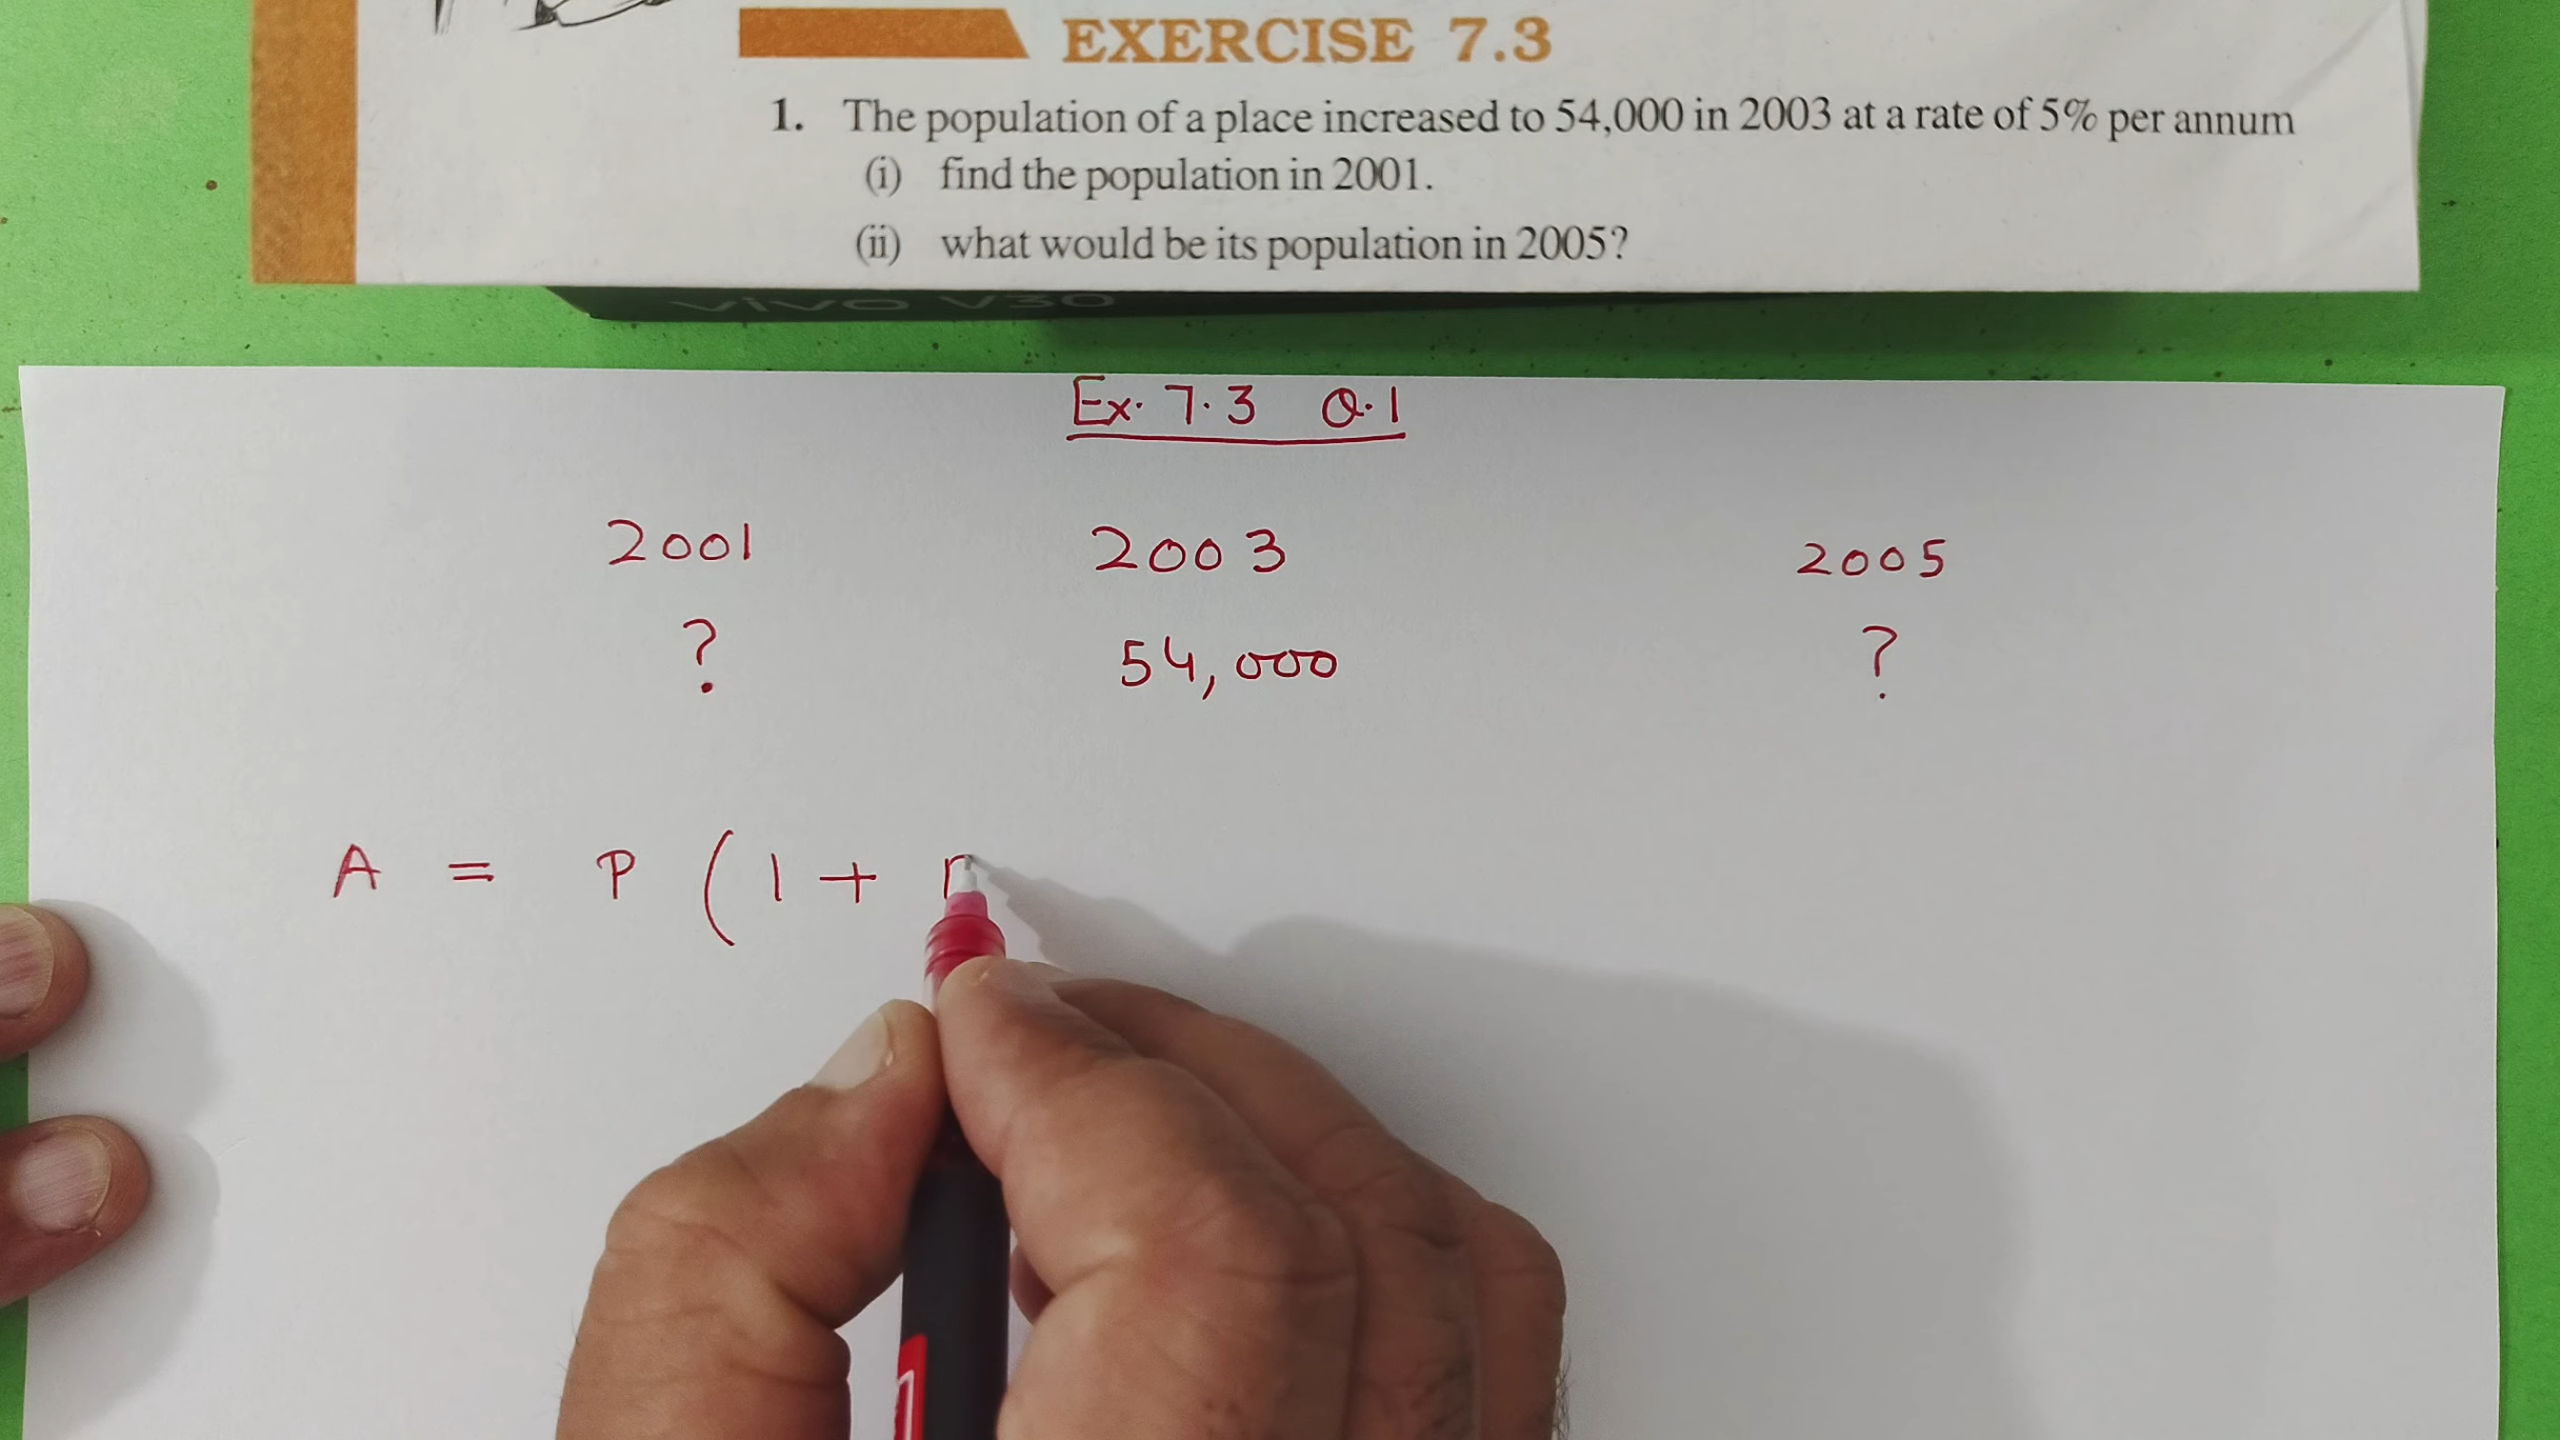 EXERCISE 7.3
1. The population of a place increased to 54,000 in 2003 at a rate of 5% per annum
(i) find the population in 2001.
(ii) what would be its population in 2005?
vivo V30
Ex. 7.3 Q.1
2001 2003 2005
? 54,000 ?
A = P ( 1 + r